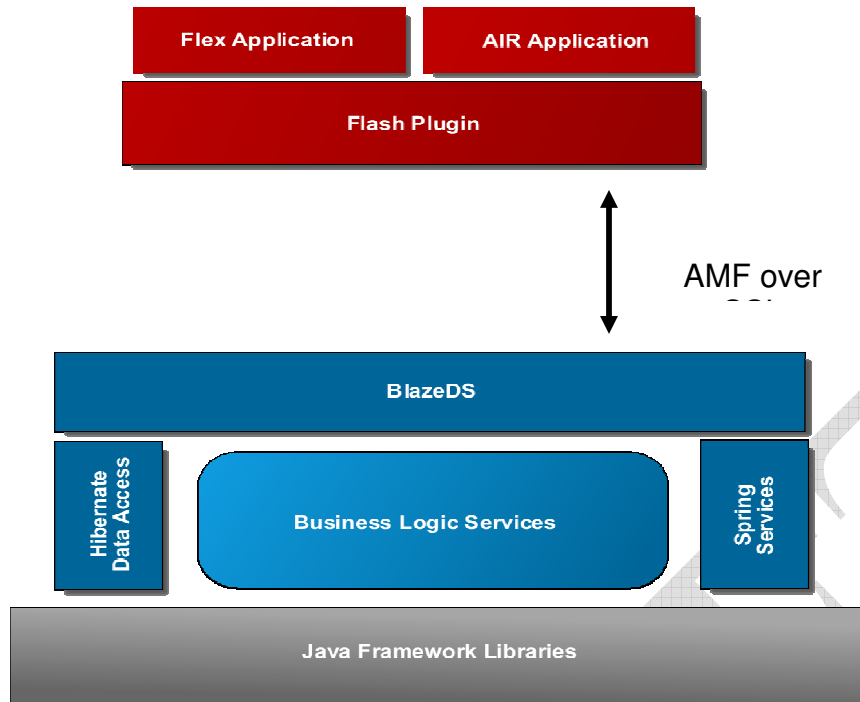 Flex Application
AIR Application
Flash Plugin
AMF over
BlazeDS
Hibernate
Data Access
Business Logic Services
Spring
Services
Java Framework Libraries